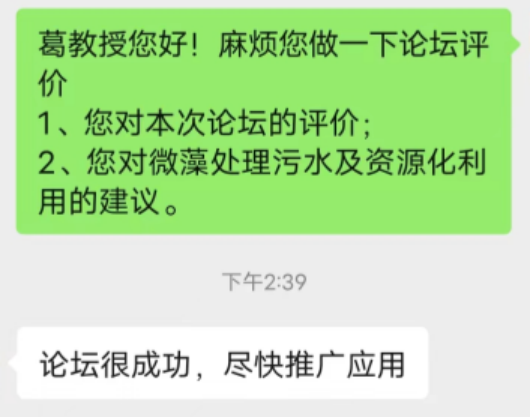 葛教授您好！麻烦您做一下论坛评
价
1、您对本次论坛的评价；
2、您对微藻处理污水及资源化利
用的建议。
下午2:39
论坛很成功，尽快推广应用